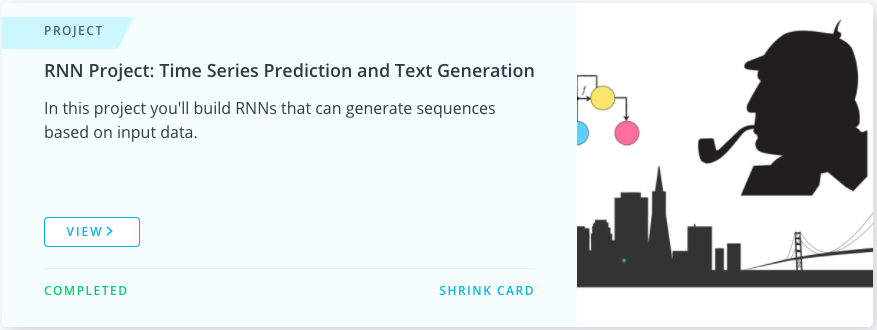 PROJECT
RNN Project: Time Series Prediction and Text Generation
In this project you'll build RNNs that can generate sequences
based on input data.
f
VIEW >
COMPLETED
SHRINK CARD